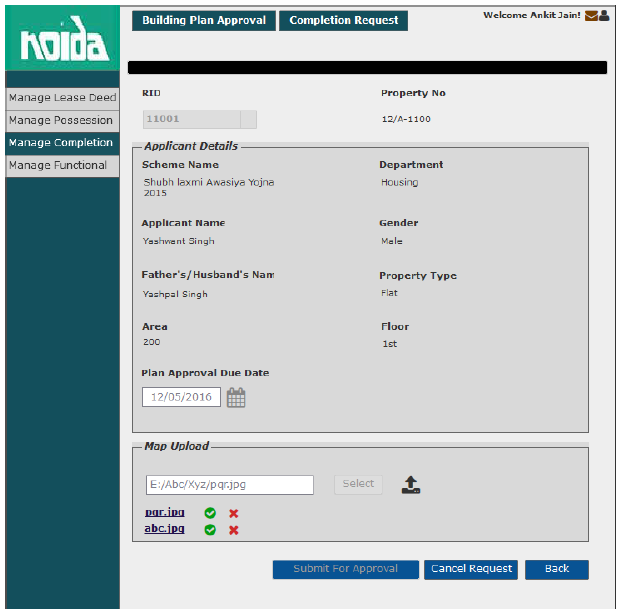 noida
Building Plan Approval
Completion Request
Welcome Ankit Jain!
Manage Lease Deed
Manage Possession
Manage Completion
Manage Functional
RID
Property No
11001
12/A-1100
Applicant Details
Scheme Name
Department
Shubh laxmi Awasiya Yojna
2015
Housing
Applicant Name
Gender
Yashwant Singh
Male
Father's/Husband's Nam
Property Type
Yashpal Singh
Flat
Area
Floor
200
1st
Plan Approval Due Date
12/05/2016
Map Upload
E:/Abc/Xyz/pqr.jpg
Select
pqr.jpg
abc.jpg
Submit For Approval
Cancel Request
Back